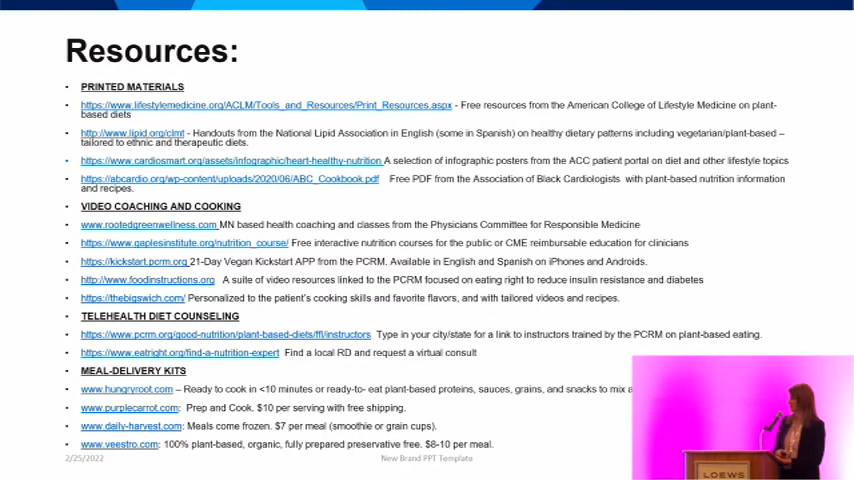 Resources:
PRINTED MATERIALS
https://www.lifestylemedicine.org/ACLM/Tools_and_Resources/Print_Resources.aspx - Free resources from the American College of Lifestyle Medicine on plant-
based diets
http://www.lipid.org/clmt - Handouts from the National Lipid Association in English (some in Spanish) on healthy dietary patterns including vegetarian/plant-based –
tailored to ethnic and therapeutic diets.
https://www.cardiosmart.org/assets/infographic/heart-healthy-nutrition A selection of infographic posters from the ACC patient portal on diet and other lifestyle topics
https://abcardio.org/wp-content/uploads/2020/06/ABC_Cookbook.pdf Free PDF from the Association of Black Cardiologists with plant-based nutrition information
and recipes.
VIDEO COACHING AND COOKING
www.rootedgreenwellness.com MN based health coaching and classes from the Physicians Committee for Responsible Medicine
https://www.gaplesinstitute.org/nutrition_course/ Free interactive nutrition courses for the public or CME reimbursable education for clinicians
https://kickstart.pcrm.org 21-Day Vegan Kickstart APP from the PCRM. Available in English and Spanish on iPhones and Androids.
http://www.foodinstructions.org A suite of video resources linked to the PCRM focused on eating right to reduce insulin resistance and diabetes
https://thebigswich.com/ Personalized to the patient's cooking skills and favorite flavors, and with tailored videos and recipes.
TELEHEALTH DIET COUNSELING
https://www.pcrm.org/good-nutrition/plant-based-diets/ffl/instructors Type in your city/state for a link to instructors trained by the PCRM on plant-based eating.
https://www.eatright.org/find-a-nutrition-expert Find a local RD and request a virtual consult
MEAL-DELIVERY KITS
www.hungryroot.com – Ready to cook in <10 minutes or ready-to- eat plant-based proteins, sauces, grains, and snacks to mix a
www.purplecarrot.com: Prep and Cook. $10 per serving with free shipping.
www.daily-harvest.com: Meals come frozen. $7 per meal (smoothie or grain cups).
www.veestro.com: 100% plant-based, organic, fully prepared preservative free. $8-10 per meal.
2/25/2022
New Brand PPT Template
LOEWS